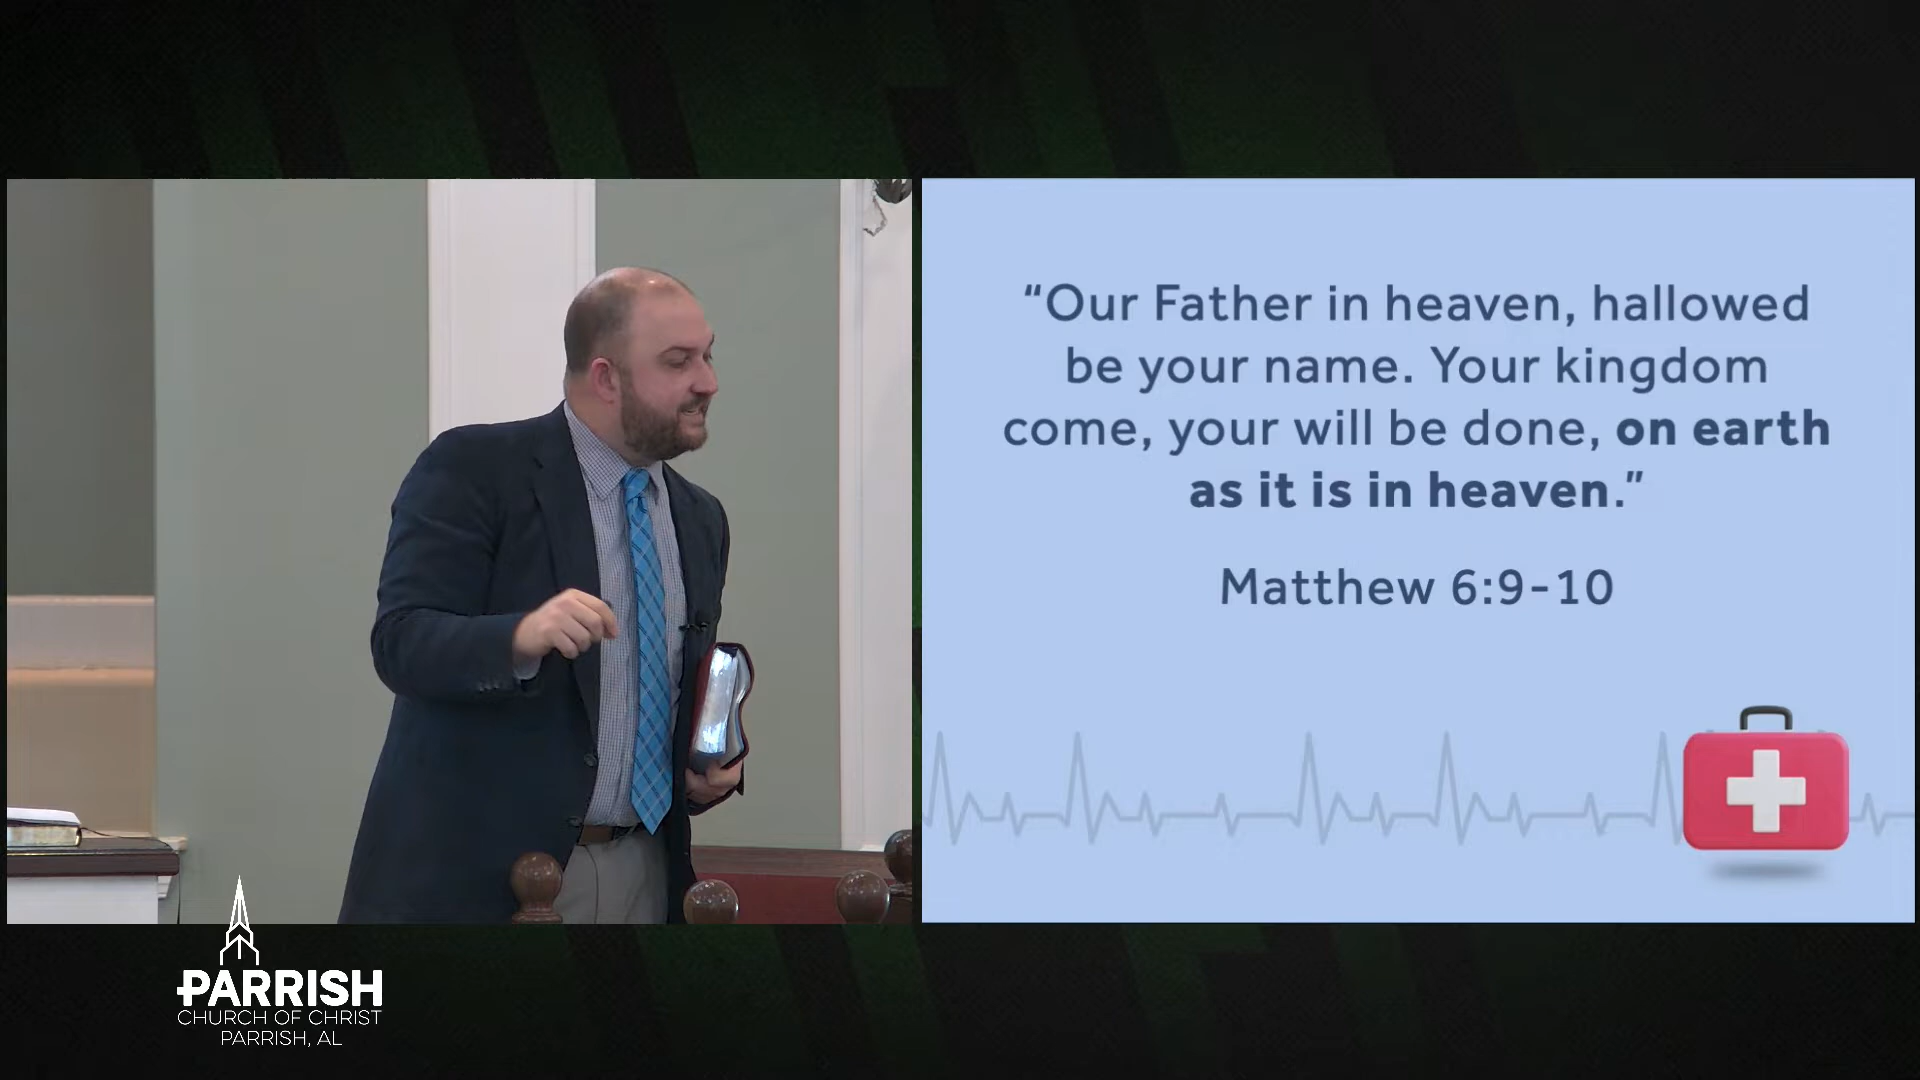 “Our Father in heaven, hallowed
be your name. Your kingdom
come, your will be done, on earth
as it is in heaven.”
Matthew 6:9-10
PARRISH
CHURCH OF CHRIST
PARRISH, AL